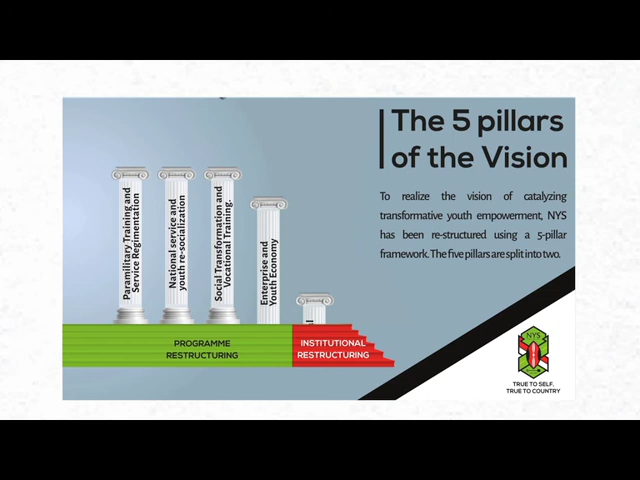 The 5 pillars
of the Vision
To realize the vision of catalyzing
transformative youth empowerment, NYS
has been re-structured using a 5-pillar
framework. The five pillars are split into two.
Paramilitary Training and
Service Regimentation
National service and
youth re-socialization
Social Transformation and
Vocational Training.
Enterprise and
Youth Economy
PROGRAMME
RESTRUCTURING
INSTITUTIONAL
RESTRUCTURING
NYS
TRUE TO SELF,
TRUE TO COUNTRY